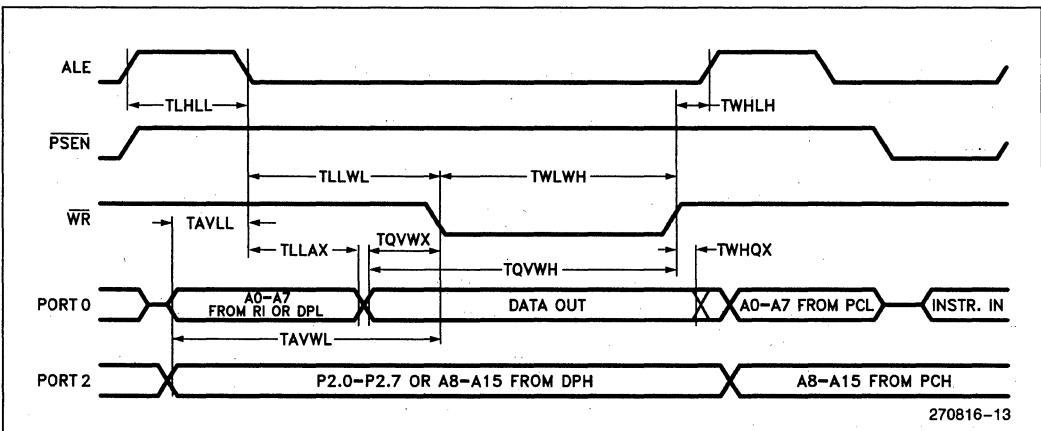 ALE
TLHLL
TWHLH
PSEN
TLLWL
TWLWH
WR
TAVLL
TLLAX
TQVWX
TWHQX
TQVWH
PORT 0
A0-A7
FROM RI OR DPL
DATA OUT
A0-A7 FROM PCL
INSTR. IN
TAVWL
PORT 2
P2.0-P2.7 OR A8-A15 FROM DPH
A8-A15 FROM PCH
270816-13